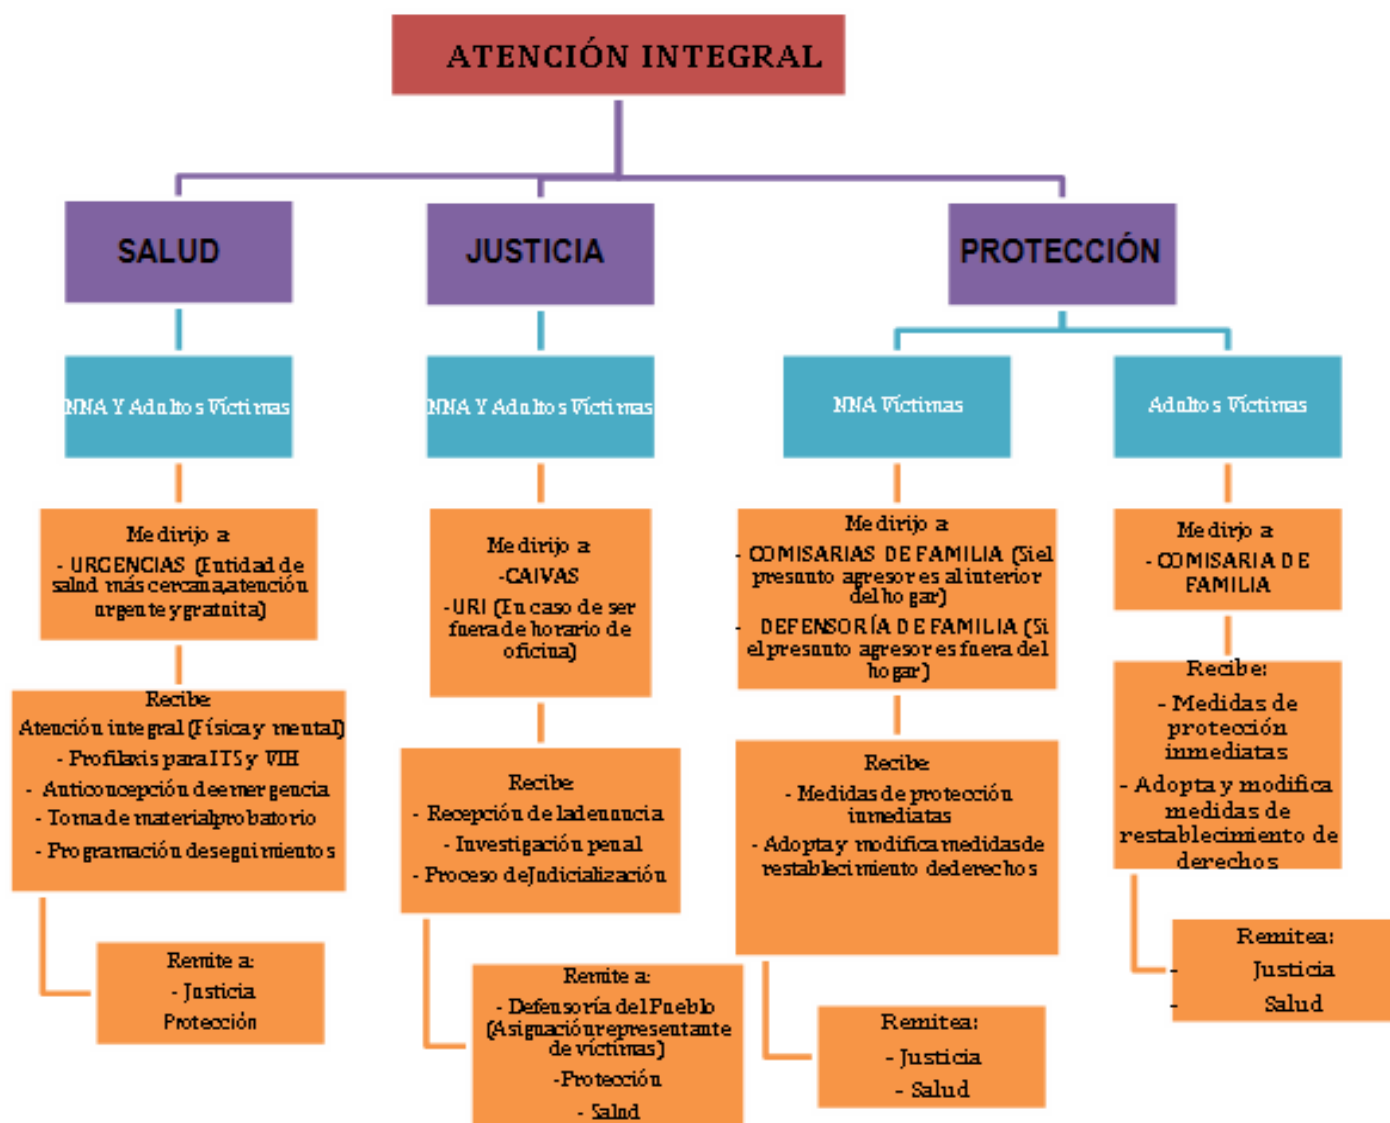 ATENCIÓN INTEGRAL
SALUD
NNA Y Adultos Víctimas
Me dirijo a:
- URGENCIAS (Entidad de
salud más cercana,atención
urgente y gratuita)
Recibe:
Atención integral (Física y mental)
- Profilaxis para ITS y VIH
- Anticoncepción de emergencia
- Toma de material probatorio
- Programación de seguimientos
Remite a:
- Justicia
Protección
JUSTICIA
NNA Y Adultos Víctimas
Me dirijo a:
-CAIVAS
-URI (En caso de ser
fuera de horario de
oficina)
Recibe:
- Recepción de la denuncia
- Investigación penal
- Proceso de Judicialización
Remite a:
- Defensoría del Pueblo
(Asignación representante
de víctimas)
-Protección
- Salud
PROTECCIÓN
NNA Víctimas
Me dirijo a:
- COMISARIAS DE FAMILIA (Si el
presunto agresor es al interior
del hogar)
- DEFENSORÍA DE FAMILIA (Si
el presunto agresor es fuera del
hogar)
Recibe:
- Medidas de protección
inmediatas
- Adopta y modifica medidas de
restablecimiento de derechos
Remite a:
- Justicia
- Salud
Adultos Víctimas
Me dirjo a:
- COMISARIA DE
FAMILIA
Recibe:
- Medidas de
protección
inmediatas
- Adopta y modifica
medidas de
restablecimiento de
derechos
Remite a:
- Justicia
- Salud